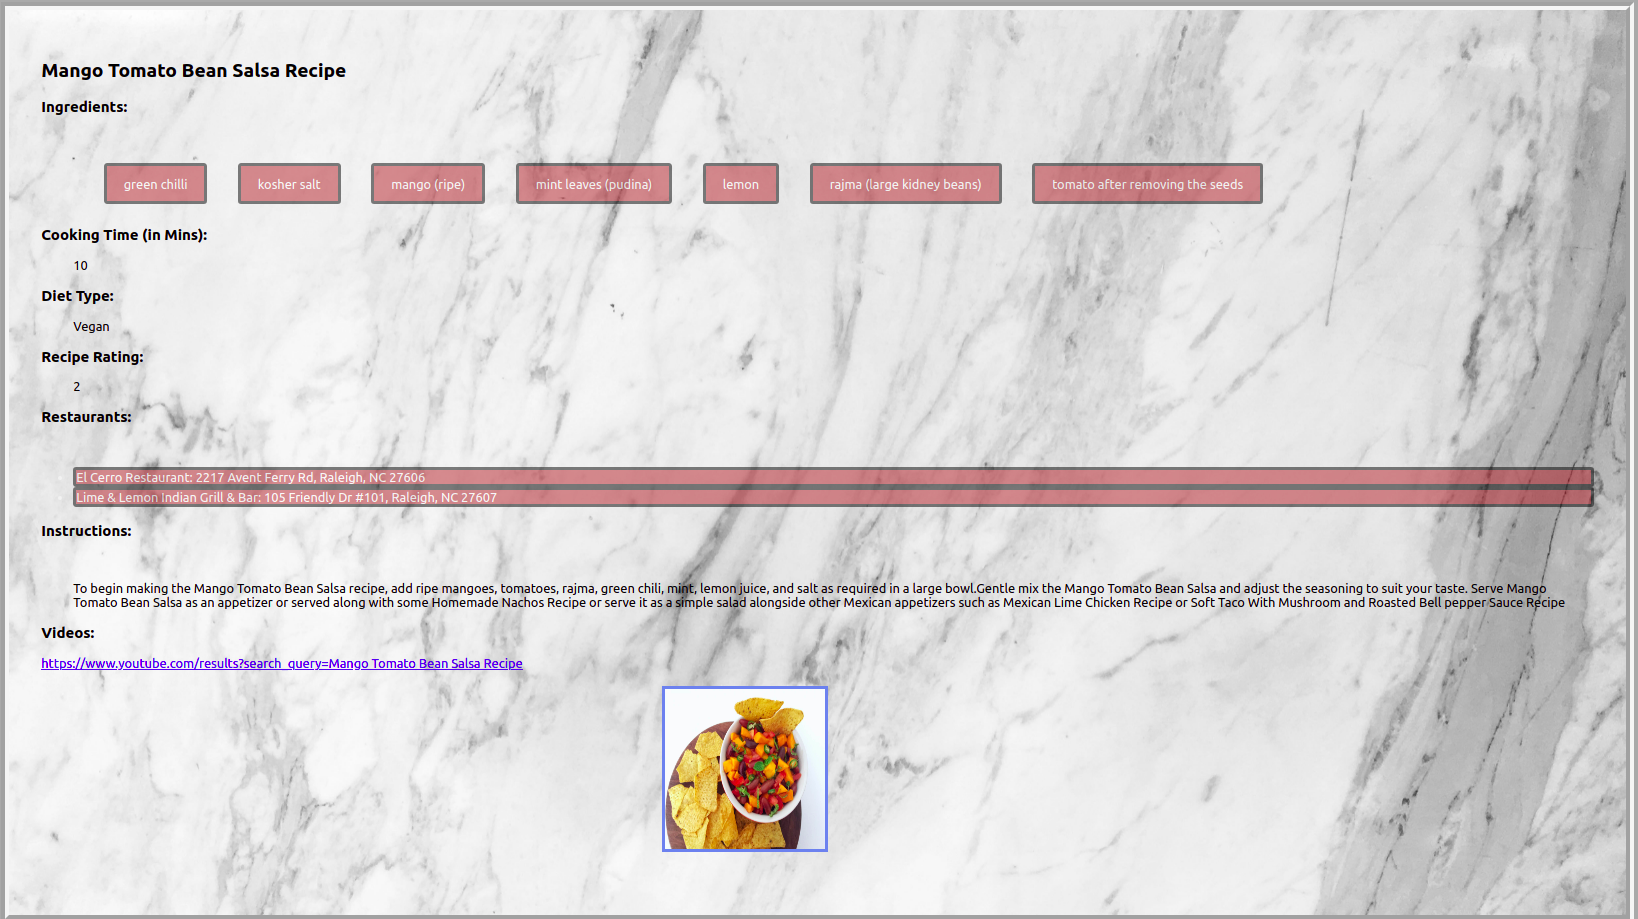 Mango Tomato Bean Salsa Recipe
Ingredients:
green chilli kosher salt mango (ripe) mint leaves (pudina) lemon rajma (large kidney beans) tomato after removing the seeds
Cooking Time (in Mins):
10
Diet Type:
Vegan
Recipe Rating:
2
Restaurants:
El Cerro Restaurant: 2217 Avent Ferry Rd, Raleigh, NC 27606
Lime & Lemon Indian Grill & Bar: 105 Friendly Dr #101, Raleigh, NC 27607
Instructions:
To begin making the Mango Tomato Bean Salsa recipe, add ripe mangoes, tomatoes, rajma, green chili, mint, lemon juice, and salt as required in a large bowl.Gentle mix the Mango Tomato Bean Salsa and adjust the seasoning to suit your taste. Serve Mango
Tomato Bean Salsa as an appetizer or served along with some Homemade Nachos Recipe or serve it as a simple salad alongside other Mexican appetizers such as Mexican Lime Chicken Recipe or Soft Taco With Mushroom and Roasted Bell pepper Sauce Recipe
Videos:
https://www.youtube.com/results?search_query=Mango Tomato Bean Salsa Recipe